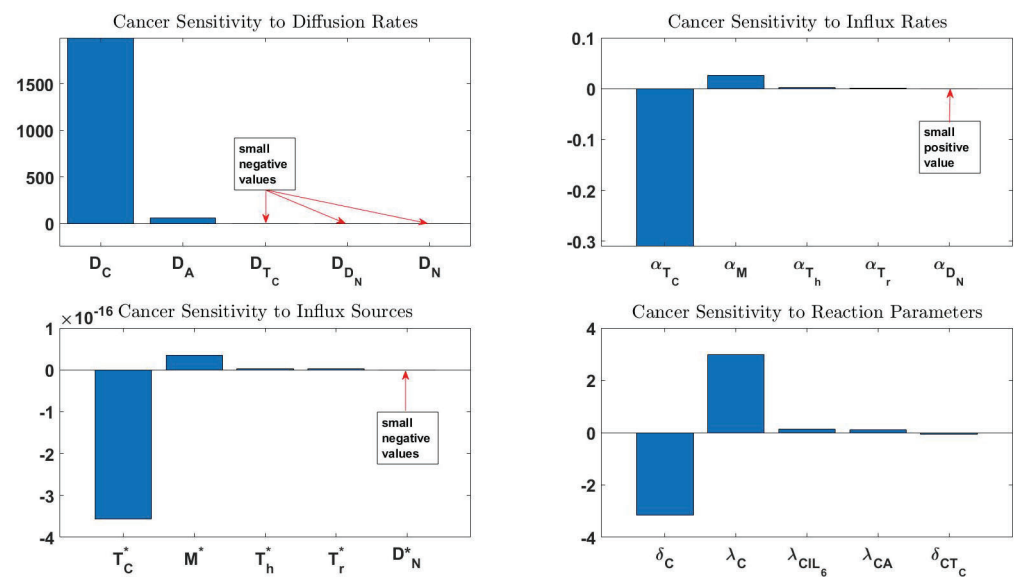 Cancer Sensitivity to Diffusion Rates
1500
1000
500
0
small
negative
values
D_C D_A D_{T_C} D_{D_N} D_N
Cancer Sensitivity to Influx Rates
0.1
0
-0.1
-0.2
-0.3
small
positive
value
α_{T_C} α_M α_{T_h} α_{T_r} α_{D_N}
×10^{-16} Cancer Sensitivity to Influx Sources
1
0
-1
-2
-3
-4
small
negative
values
T_C^* M^* T_h^* T_r^* D_N^*
Cancer Sensitivity to Reaction Parameters
4
2
0
-2
-4
δ_C λ_C λ_{CIL_6} λ_{CA} δ_{CT_C}